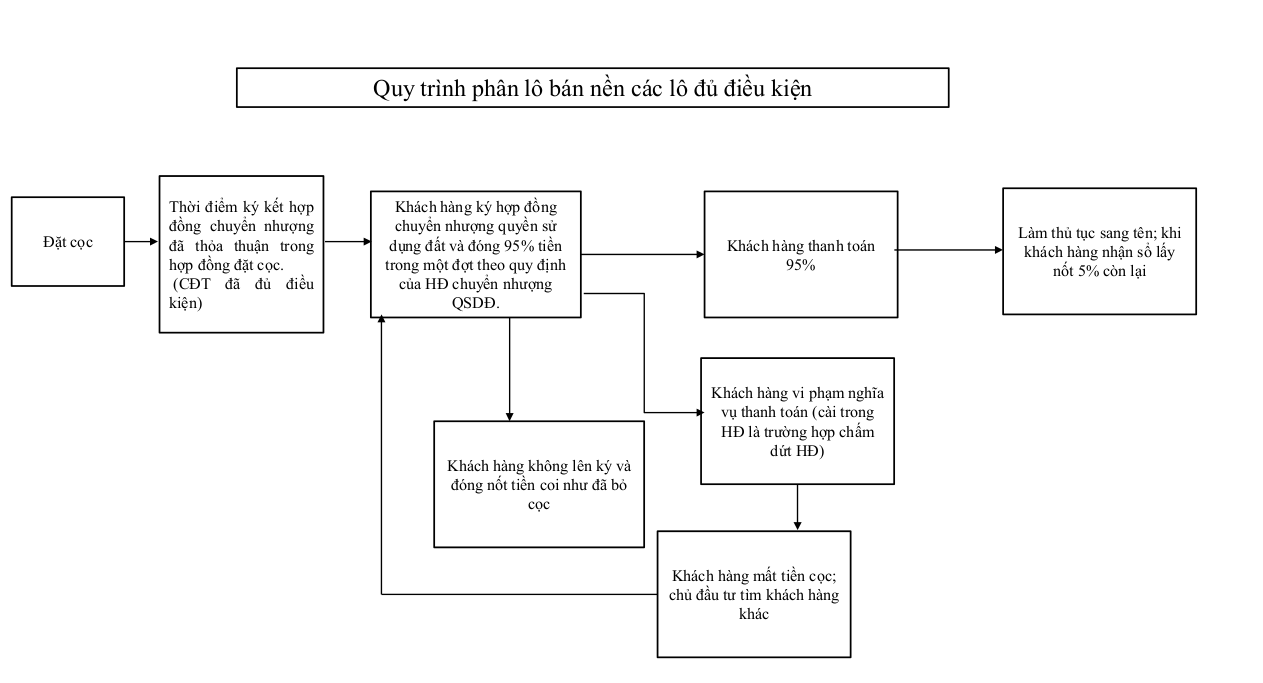 Quy trình phân lô bán nền các lô đủ điều kiện
Đặt cọc
Thời điểm ký kết hợp
đồng chuyển nhượng
đã thỏa thuận trong
hợp đồng đặt cọc.
(CĐT đã đủ điều
kiện)
Khách hàng ký hợp đồng
chuyển nhượng quyền sử
dụng đất và đóng 95% tiền
trong một đợt theo quy định
của HĐ chuyển nhượng
QSDĐ.
Khách hàng thanh toán
95%
Làm thủ tục sang tên; khi
khách hàng nhận sổ lấy
nốt 5% còn lại
Khách hàng vi phạm nghĩa
vụ thanh toán (cài trong
HĐ là trường hợp chấm
dứt HĐ)
Khách hàng không lên ký và
đóng nốt tiền coi như đã bỏ
cọc
Khách hàng mất tiền cọc;
chủ đầu tư tìm khách hàng
khác